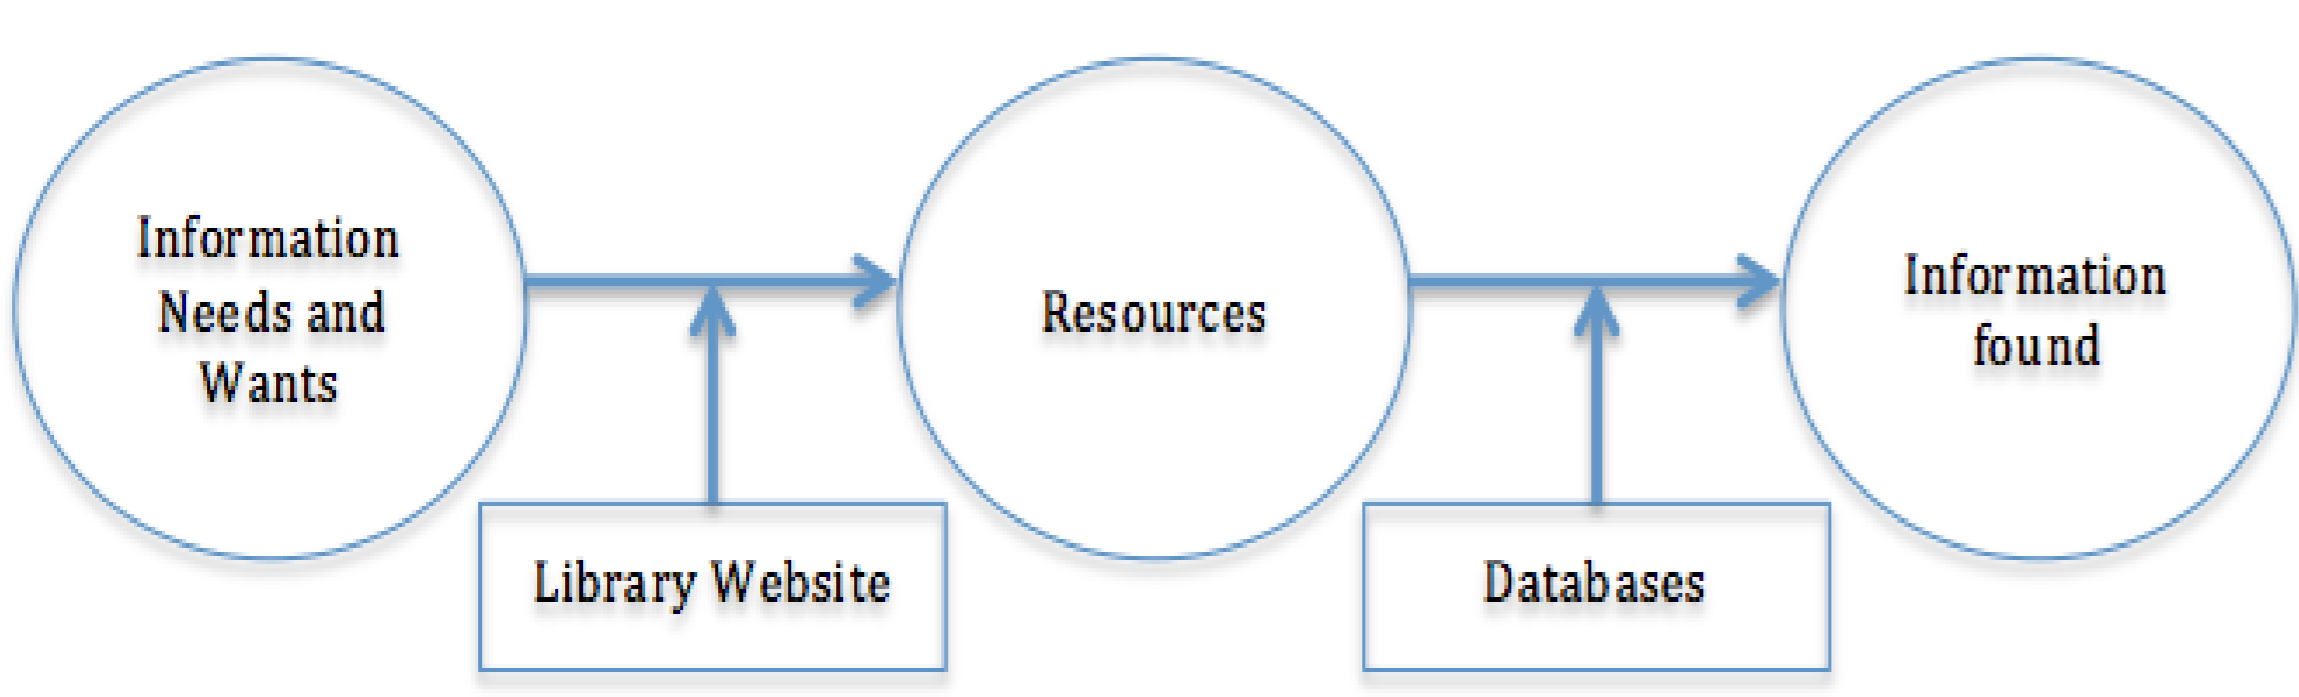 Information
Needs and
Wants
Resources
Information
found
Library Website
Databases